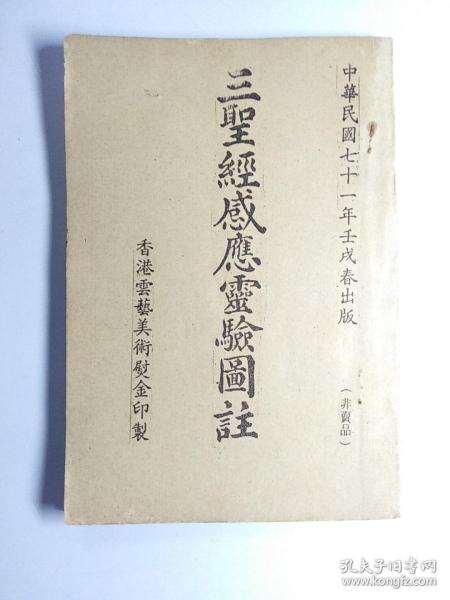 中華民國七十一年壬戌春出版
(非賣品)
三聖經感應靈驗圖註
香港雲藝美術熨金印製
孔夫子旧书网
www.kongfz.com